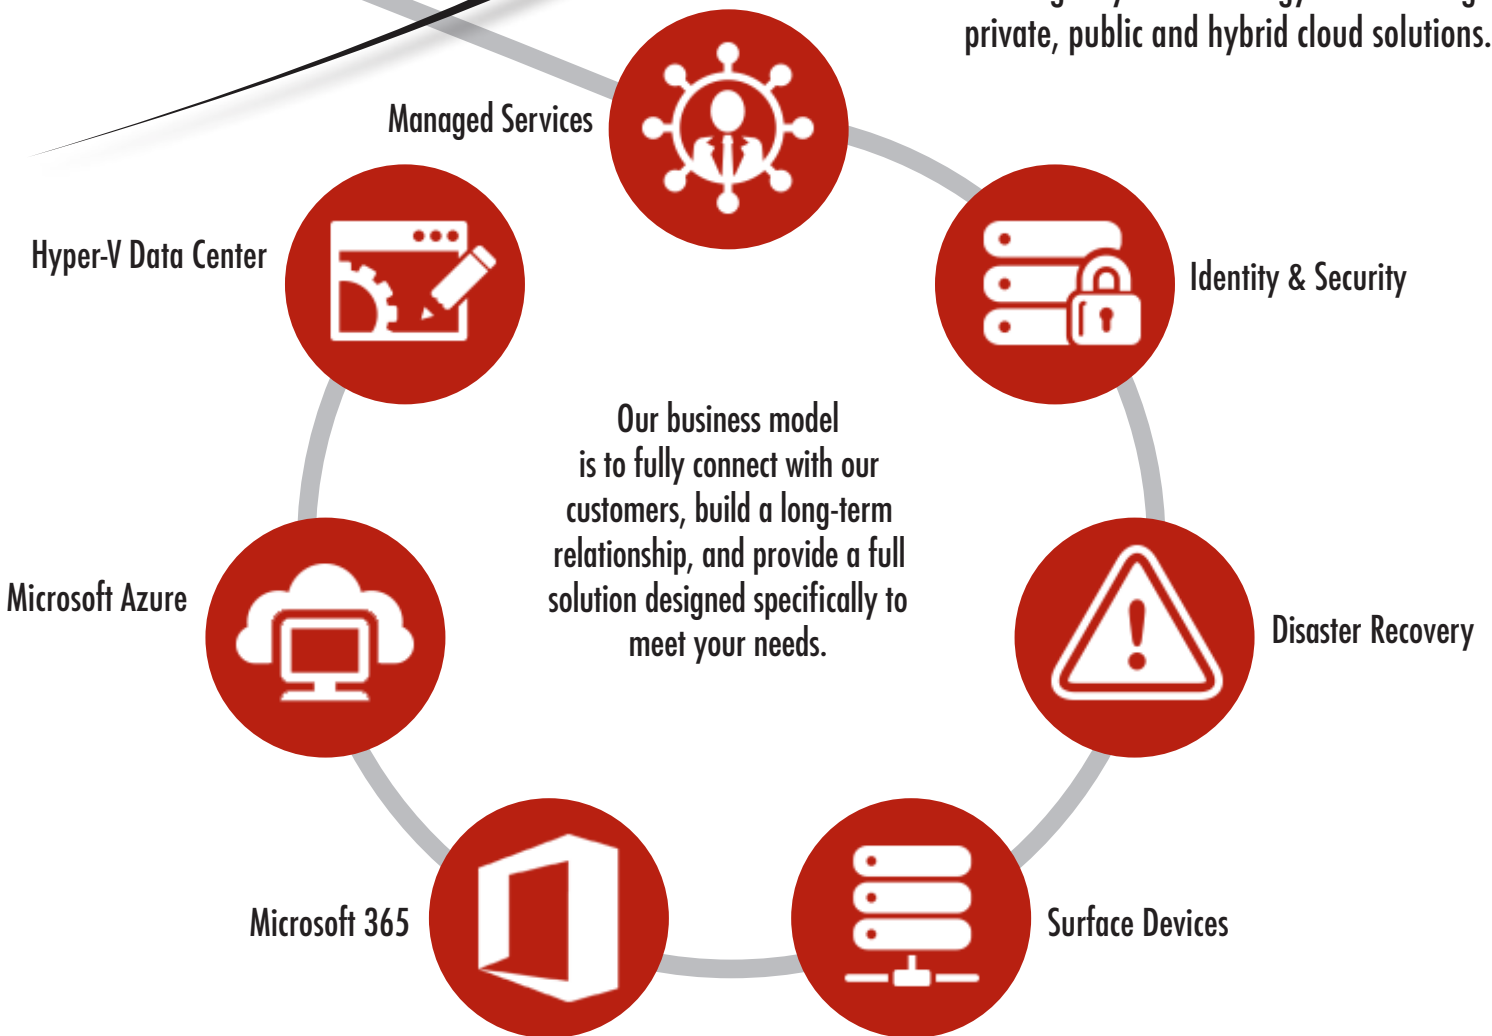 private, public and hybrid cloud solutions.
Managed Services
Hyper-V Data Center
Identity & Security
Our business model
is to fully connect with our
customers, build a long-term
relationship, and provide a full
solution designed specifically to
meet your needs.
Microsoft Azure
Disaster Recovery
Microsoft 365
Surface Devices